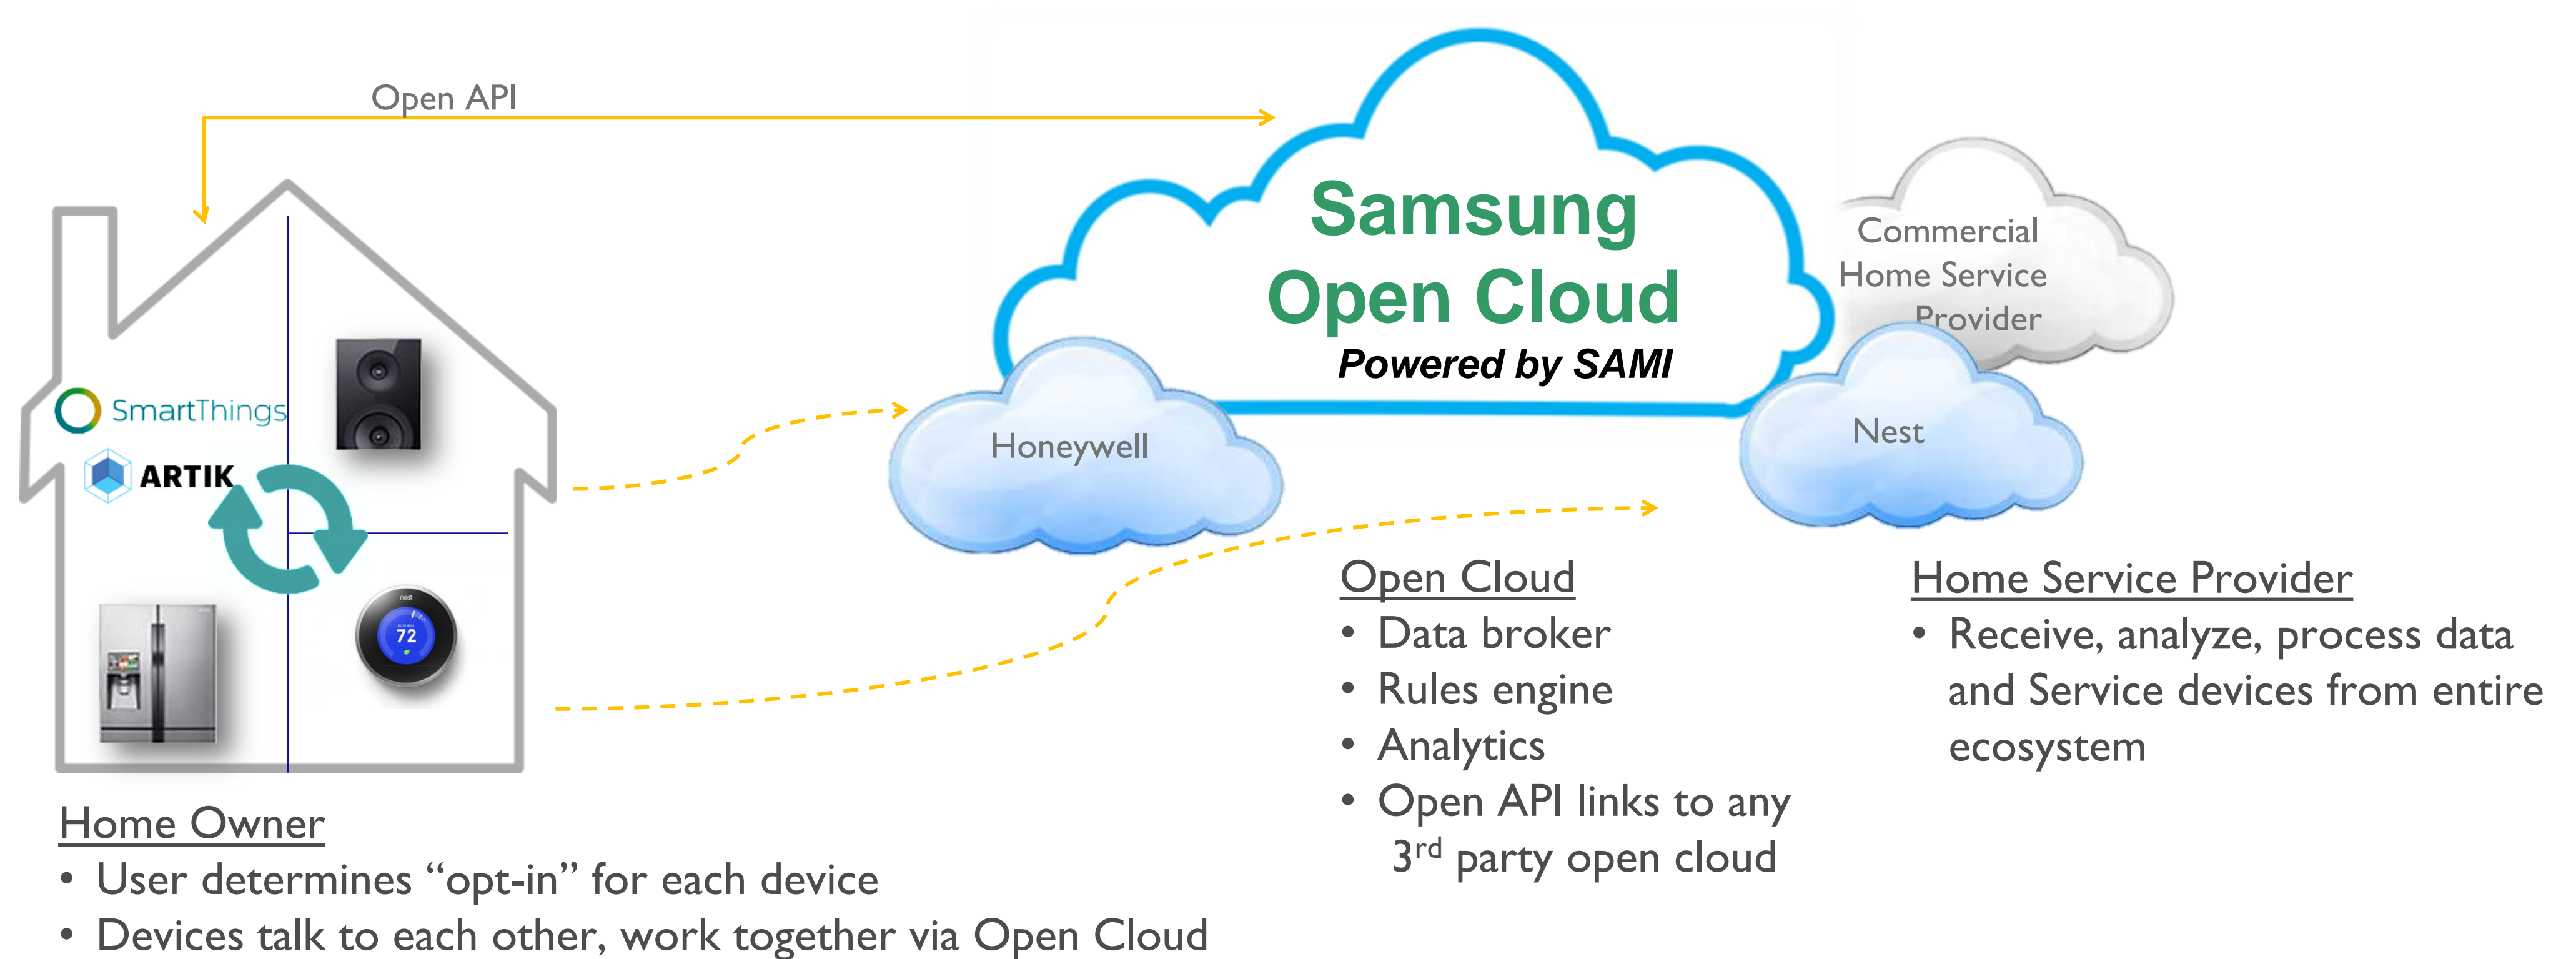 Open API
Samsung
Open Cloud
Powered by SAMI
Commercial
Home Service
Provider
SmartThings
ARTIK
Honeywell
Nest
nest
72
Home Owner
• User determines “opt-in” for each device
• Devices talk to each other, work together via Open Cloud
Open Cloud
• Data broker
• Rules engine
• Analytics
• Open API links to any
3rd party open cloud
Home Service Provider
• Receive, analyze, process data
and Service devices from entire
ecosystem